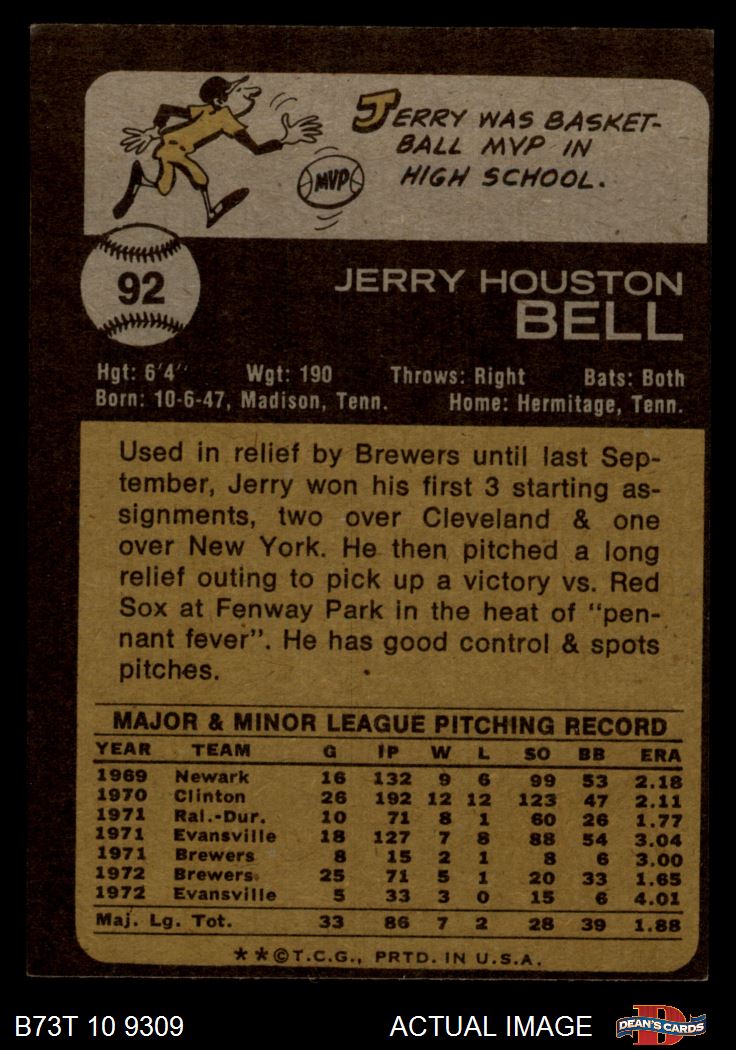 JERRY WAS BASKET-
BALL MVP IN
HIGH SCHOOL.
MVP
92
JERRY HOUSTON
BELL
Hgt: 6'4" Wgt: 190 Throws: Right Bats: Both
Born: 10-6-47, Madison, Tenn. Home: Hermitage, Tenn.
Used in relief by Brewers until last Sep-
tember, Jerry won his first 3 starting as-
signments, two over Cleveland & one
over New York. He then pitched a long
relief outing to pick up a victory vs. Red
Sox at Fenway Park in the heat of "pen-
nant fever". He has good control & spots
pitches.
MAJOR & MINOR LEAGUE PITCHING RECORD
YEAR TEAM G IP W L SO BB ERA
1969 Newark 16 132 9 6 99 53 2.18
1970 Clinton 26 192 12 12 123 47 2.11
1971 Ral.-Dur. 10 71 8 1 60 26 1.77
1971 Evansville 18 127 7 8 88 54 3.04
1971 Brewers 8 15 2 1 8 6 3.00
1972 Brewers 25 71 5 1 20 33 1.65
1972 Evansville 5 33 3 0 15 6 4.01
Maj. Lg. Tot. 33 86 7 2 28 39 1.88
**©T.C.G., PRTD. IN U.S.A.
B73T 10 9309 ACTUAL IMAGE
D
DEAN'S CARDS